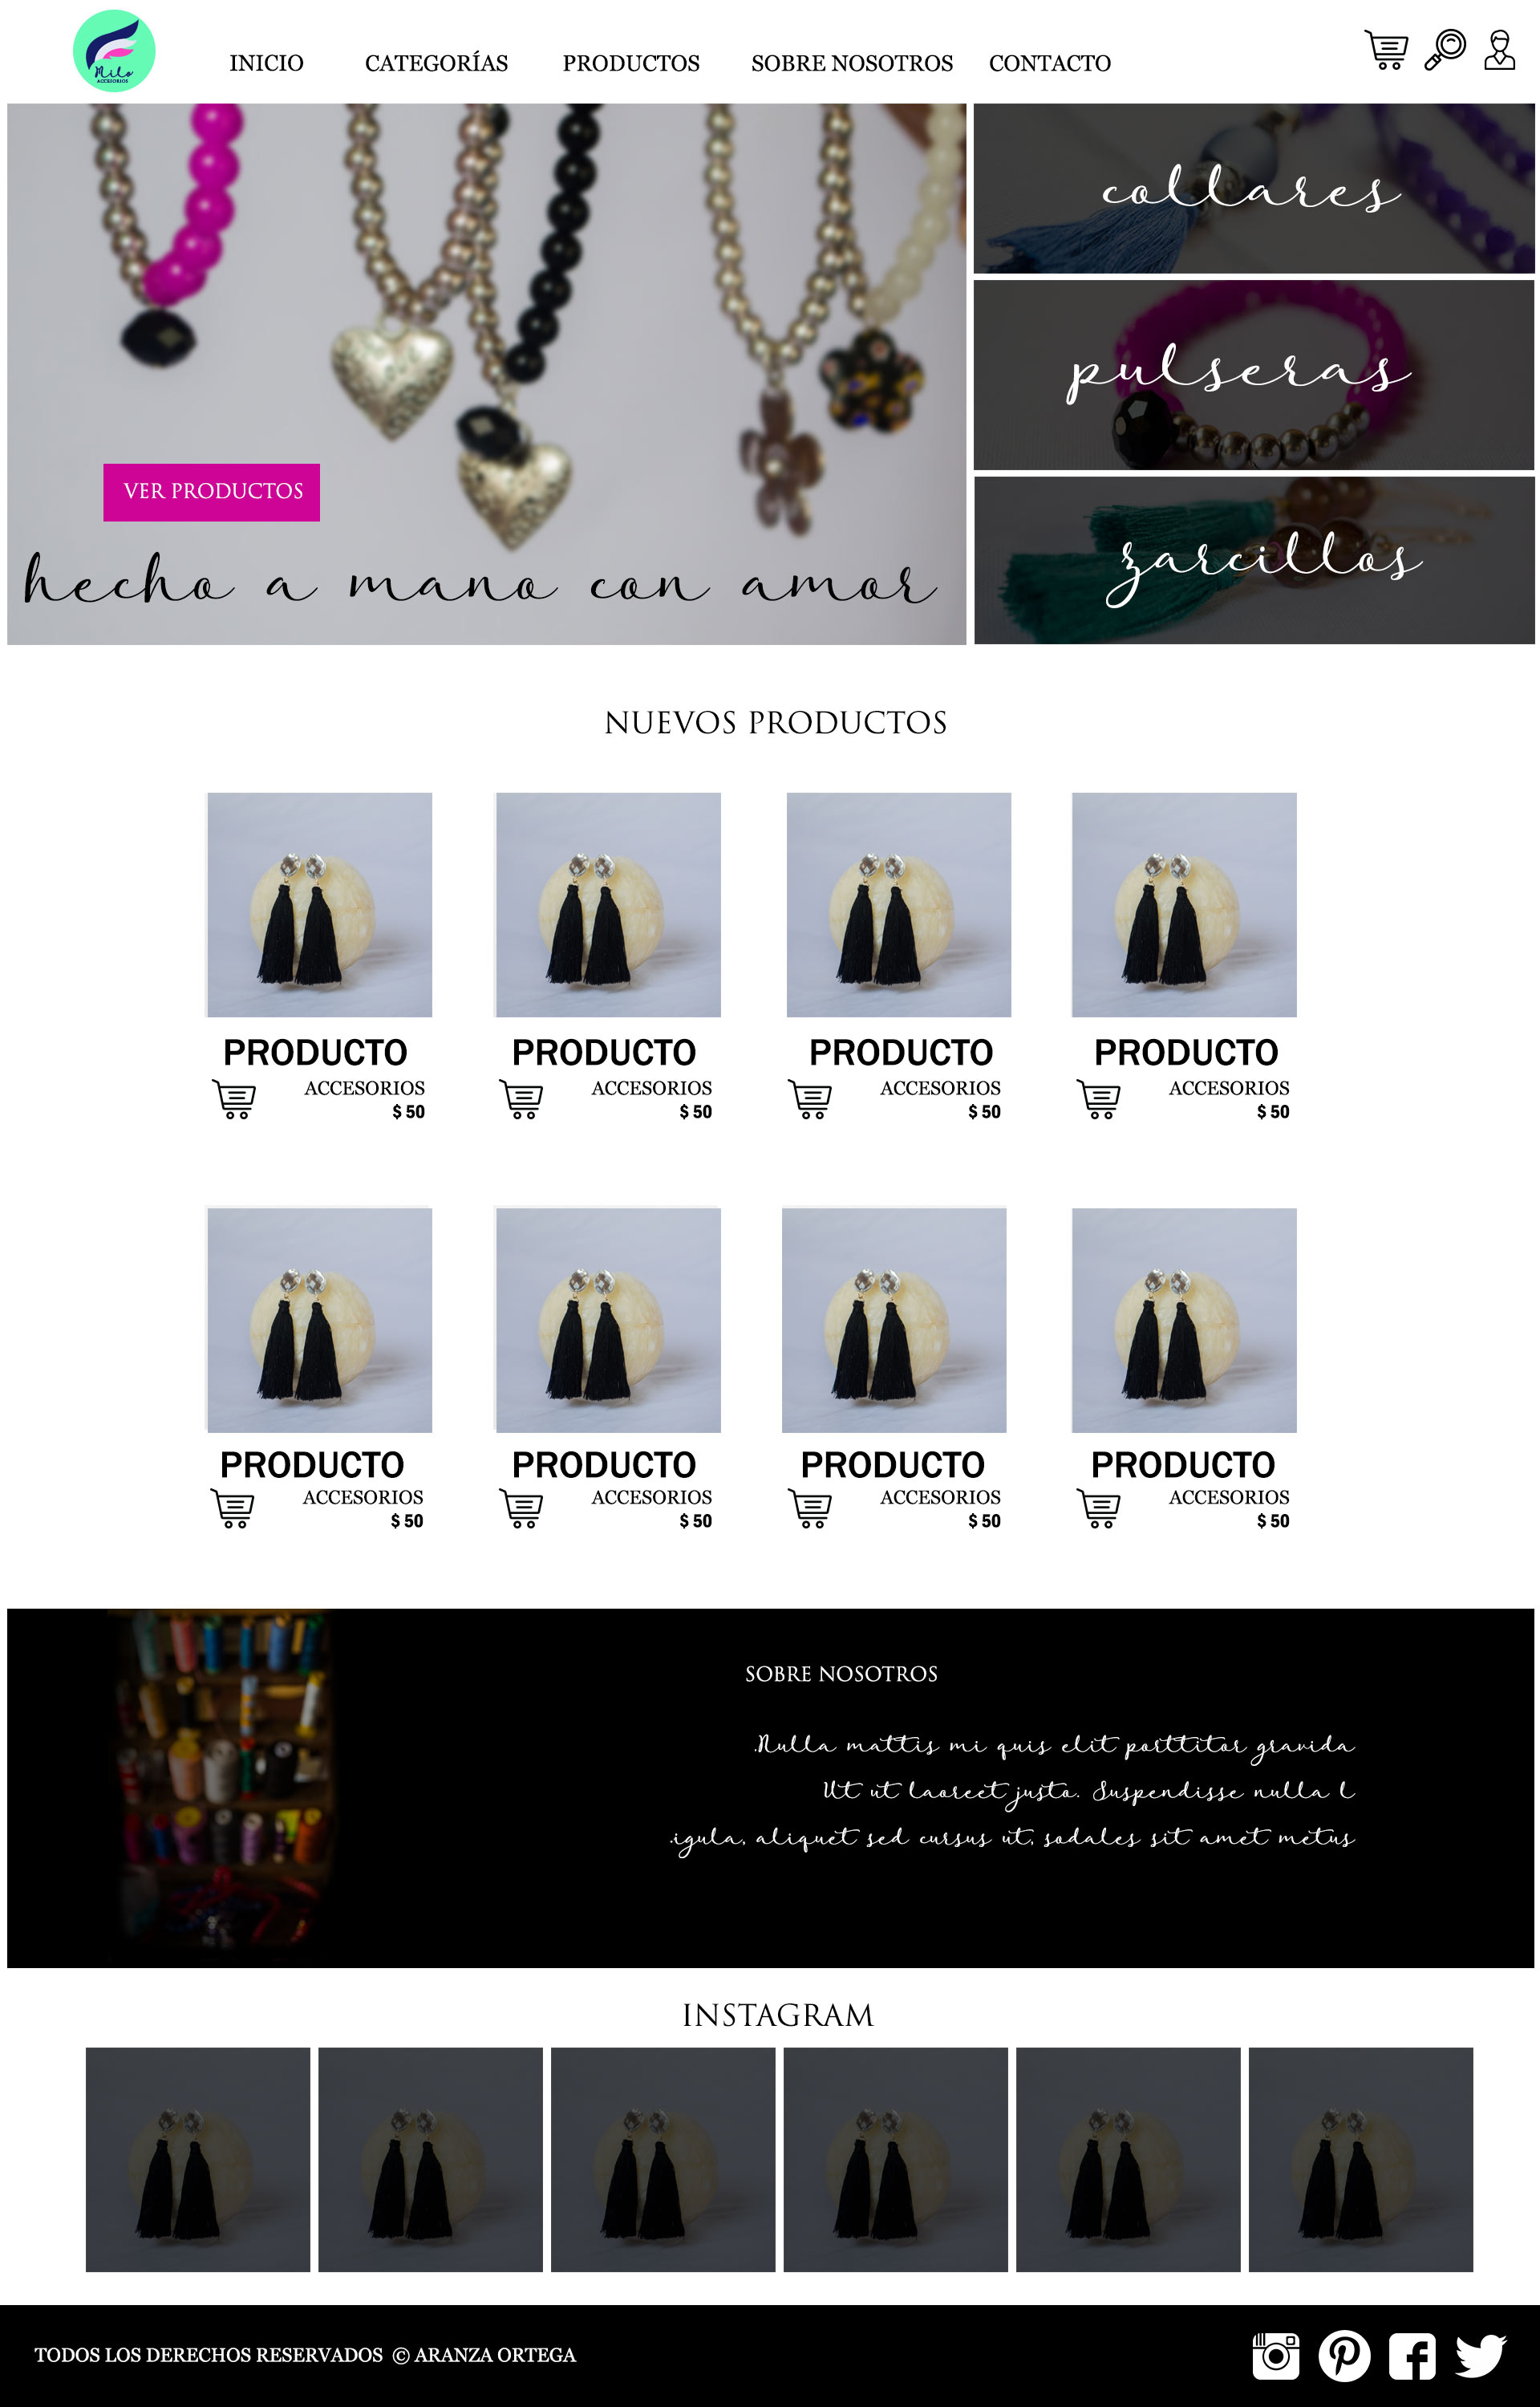 Nilo
ACCESORIOS
INICIO CATEGORÍAS PRODUCTOS SOBRE NOSOTROS CONTACTO
collares
pulseras
zarcillos
VER PRODUCTOS
hecho a mano con amor
NUEVOS PRODUCTOS
PRODUCTO PRODUCTO PRODUCTO PRODUCTO
ACCESORIOS ACCESORIOS ACCESORIOS ACCESORIOS
$ 50 $ 50 $ 50 $ 50
PRODUCTO PRODUCTO PRODUCTO PRODUCTO
ACCESORIOS ACCESORIOS ACCESORIOS ACCESORIOS
$ 50 $ 50 $ 50 $ 50
SOBRE NOSOTROS
.Nulla mattis mi quis elit porttitor gravida
Ut ut laoreet justo. Suspendisse nulla l
.igula, aliquet sed cursus ut, sodales sit amet metus
INSTAGRAM
TODOS LOS DERECHOS RESERVADOS © ARANZA ORTEGA